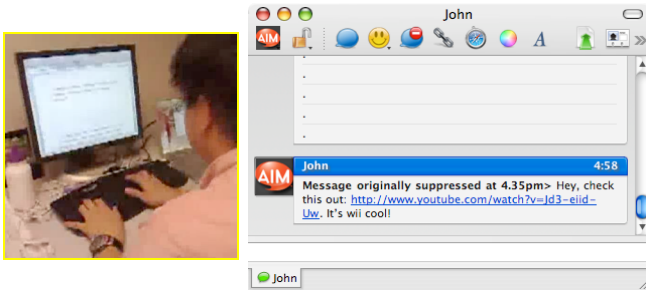 John
AIM
A
.
.
.
.
AIM
John 4:58
Message originally suppressed at 4.35pm> Hey, check
this out: http://www.youtube.com/watch?v=Jd3-eiid-
Uw. It's wii cool!
John